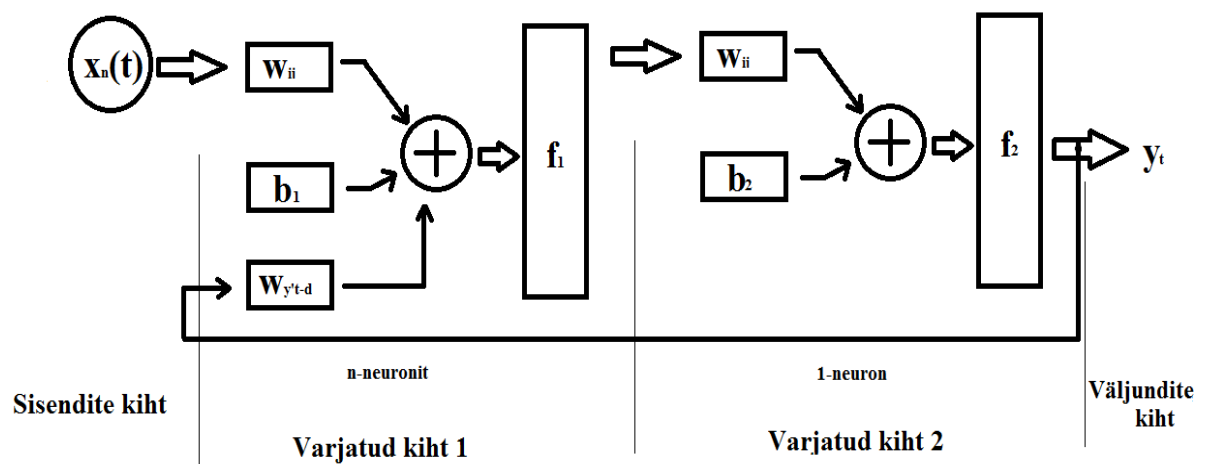 xₙ(t)
wᵢᵢ
b₁
w y't-d
+
f₁
wᵢᵢ
b₂
+
f₂
yₜ
n-neuronit
1-neuron
Sisendite kiht
Varjatud kiht 1
Varjatud kiht 2
Väljundite
kiht